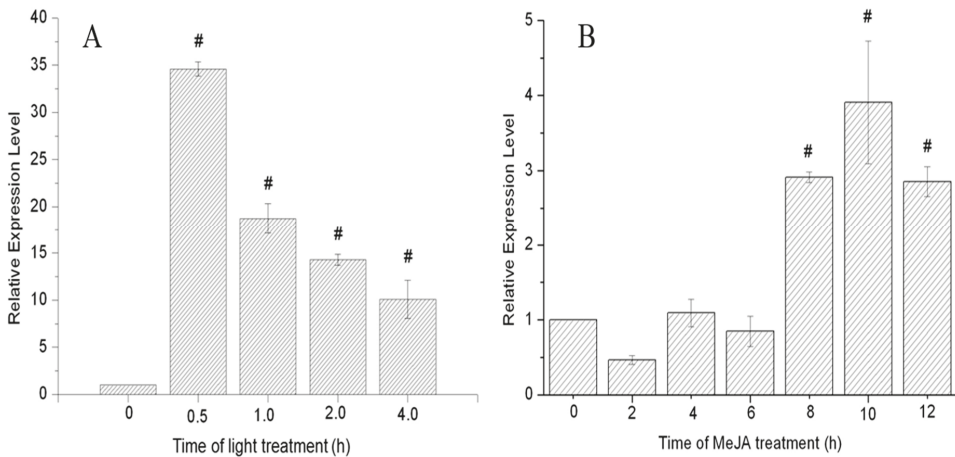 A
Relative Expression Level
40
35
30
25
20
15
10
5
0
#
#
#
#
0 0.5 1.0 2.0 4.0
Time of light treatment (h)
B
Relative Expression Level
5
4
3
2
1
0
#
#
#
0 2 4 6 8 10 12
Time of MeJA treatment (h)